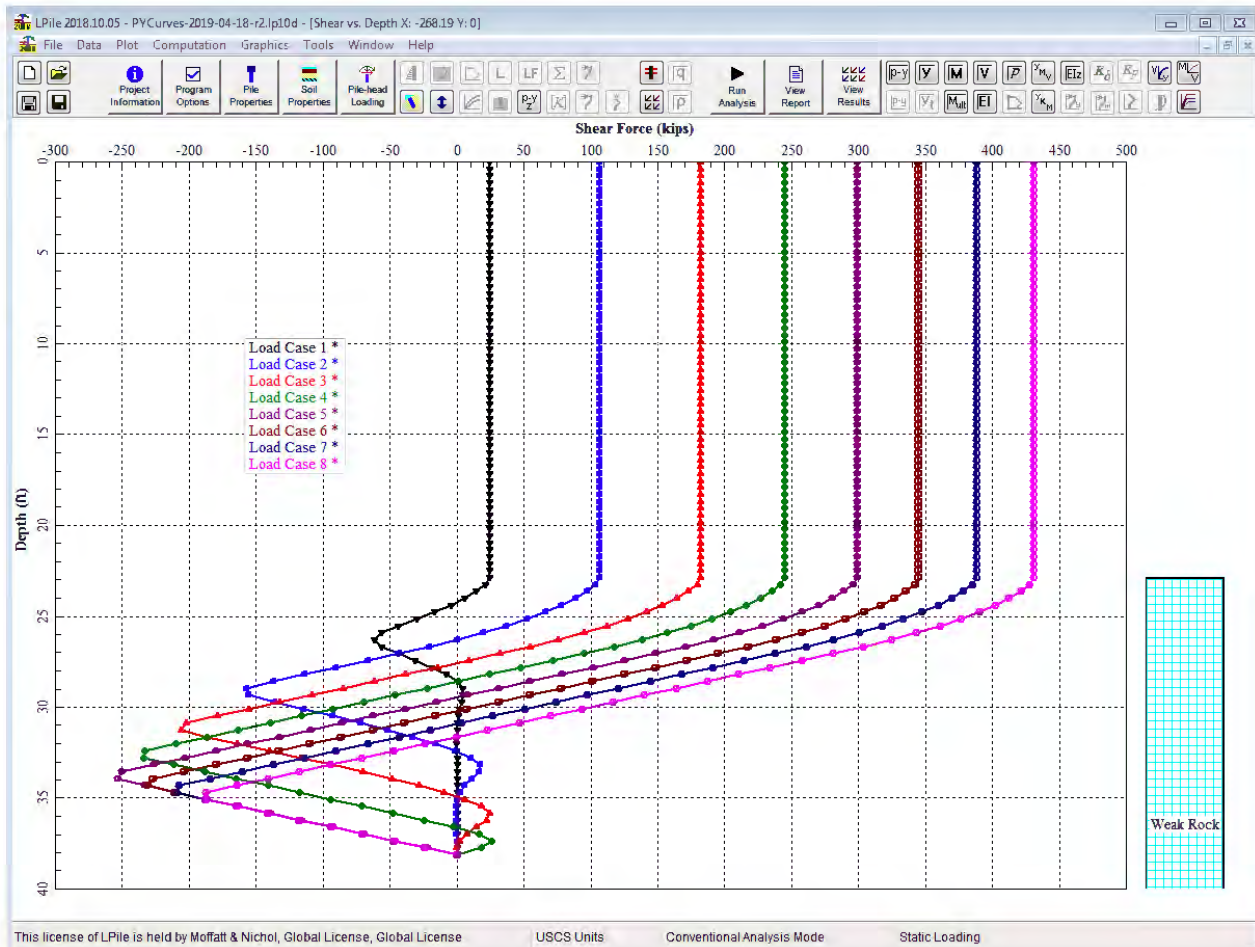 LPile 2018.10.05 - PYCurves-2019-04-18-r2.lp10d - [Shear vs. Depth X: -268.19 Y: 0]
File Data Plot Computation Graphics Tools Window Help
Project Information
Program Options
Pile Properties
Soil Properties
Pile-head Loading
L LF Σ
p-y z
q
p
Run Analysis
View Report
View Results
p-y y M V P EIz
p-y Mult EI
Shear Force (kips)
-300 -250 -200 -150 -100 -50 0 50 100 150 200 250 300 350 400 450 500
0
5
10
15
20
25
30
35
40
Depth (ft)
Load Case 1 *
Load Case 2 *
Load Case 3 *
Load Case 4 *
Load Case 5 *
Load Case 6 *
Load Case 7 *
Load Case 8 *
Weak Rock
This license of LPile is held by Moffatt & Nichol, Global License, Global License USCS Units Conventional Analysis Mode Static Loading